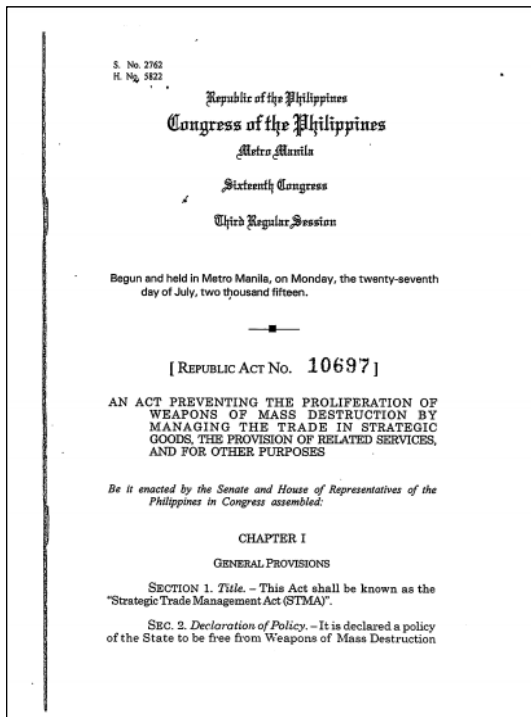 S. No. 2762
H. No. 5822
Republic of the Philippines
Congress of the Philippines
Metro Manila
Sixteenth Congress
Third Regular Session
Begun and held in Metro Manila, on Monday, the twenty-seventh
day of July, two thousand fifteen.
[ REPUBLIC ACT NO. 10697 ]
AN ACT PREVENTING THE PROLIFERATION OF
WEAPONS OF MASS DESTRUCTION BY
MANAGING THE TRADE IN STRATEGIC
GOODS, THE PROVISION OF RELATED SERVICES,
AND FOR OTHER PURPOSES
Be it enacted by the Senate and House of Representatives of the
Philippines in Congress assembled:
CHAPTER I
GENERAL PROVISIONS
SECTION 1. Title. – This Act shall be known as the
"Strategic Trade Management Act (STMA)".
SEC. 2. Declaration of Policy. – It is declared a policy
of the State to be free from Weapons of Mass Destruction